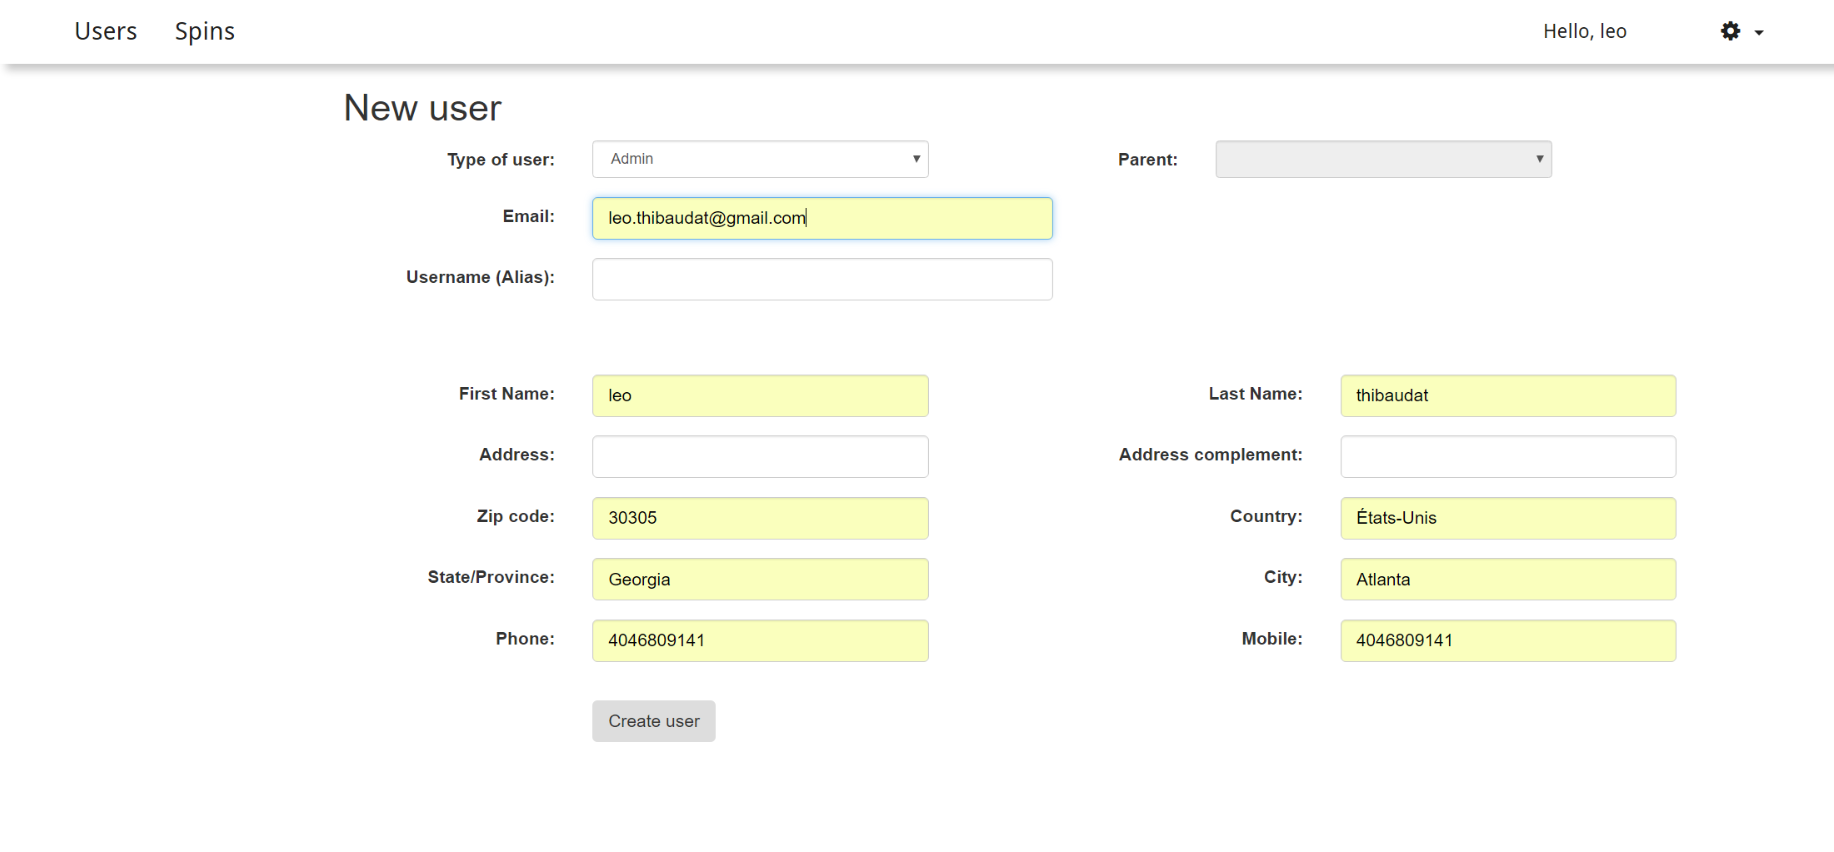 Users Spins Hello, leo
New user
Type of user: Admin Parent:
Email: leo.thibaudat@gmail.com
Username (Alias):
First Name: leo Last Name: thibaudat
Address: Address complement:
Zip code: 30305 Country: États-Unis
State/Province: Georgia City: Atlanta
Phone: 4046809141 Mobile: 4046809141
Create user